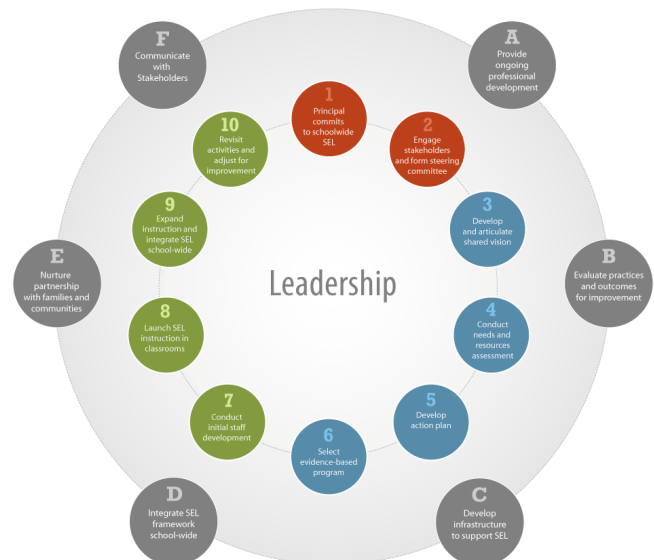 F
Communicate
with
Stakeholders
A
Provide
ongoing
professional
development
1
Principal
commits
to schoolwide
SEL
2
Engage
stakeholders
and form steering
committee
3
Develop
and articulate
shared vision
4
Conduct
needs and
resources
assessment
5
Develop
action plan
6
Select
evidence-based
program
7
Conduct
initial staff
development
8
Launch SEL
instruction in
classrooms
9
Expand
instruction and
integrate SEL
school-wide
10
Revisit
activities and
adjust for
improvement
Leadership
B
Evaluate practices
and outcomes
for improvement
C
Develop
infrastructure
to support SEL
D
Integrate SEL
framework
school-wide
E
Nurture
partnership
with families and
communities